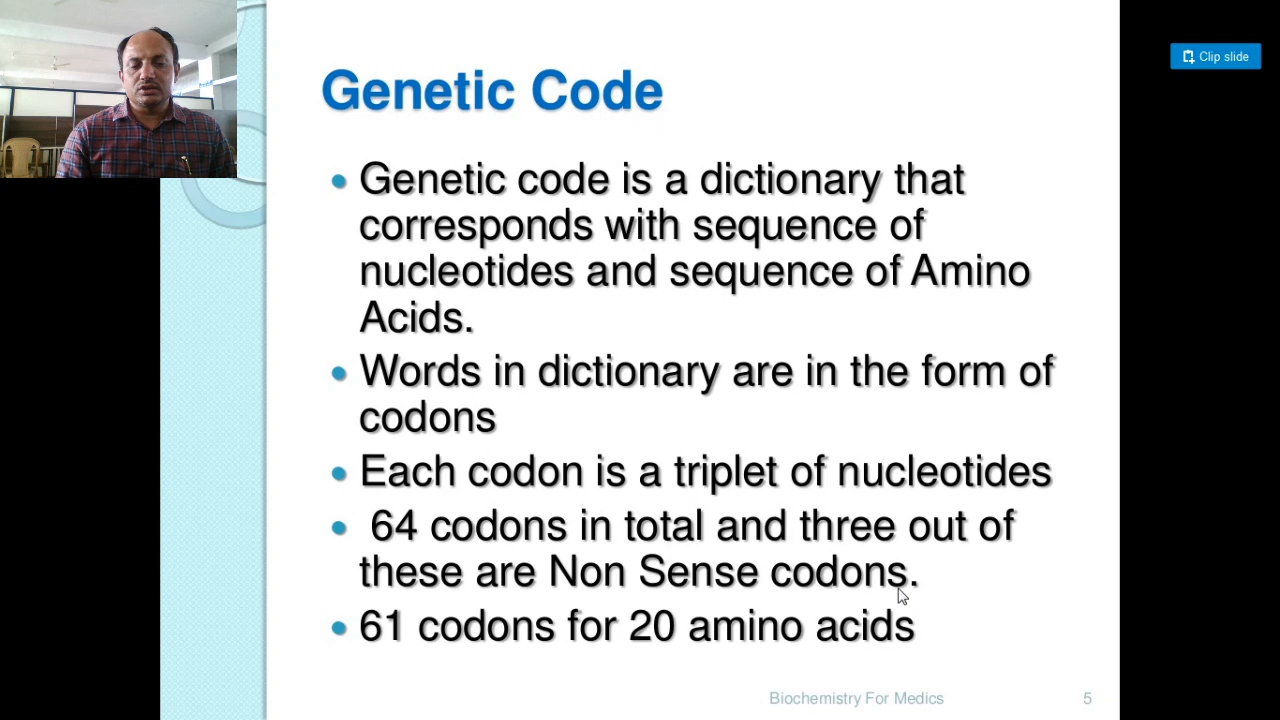 Clip slide
Genetic Code
• Genetic code is a dictionary that
corresponds with sequence of
nucleotides and sequence of Amino
Acids.
• Words in dictionary are in the form of
codons
• Each codon is a triplet of nucleotides
• 64 codons in total and three out of
these are Non Sense codons.
• 61 codons for 20 amino acids
Biochemistry For Medics 5